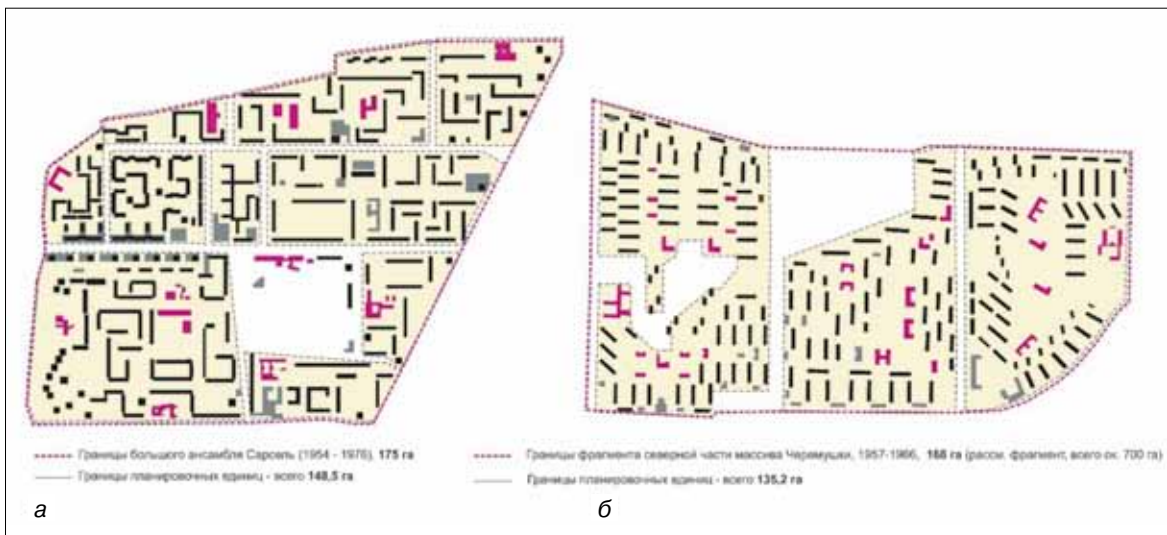 Границы большого ансамбля Сарсель (1954 - 1976), 175 га
Границы планировочных единиц - всего 148,5 га
а
Границы фрагмента северной части массива Черемушки, 1957-1966, 168 га (рассм. фрагмент, всего ок. 700 га)
Границы планировочных единиц - всего 135,2 га
б